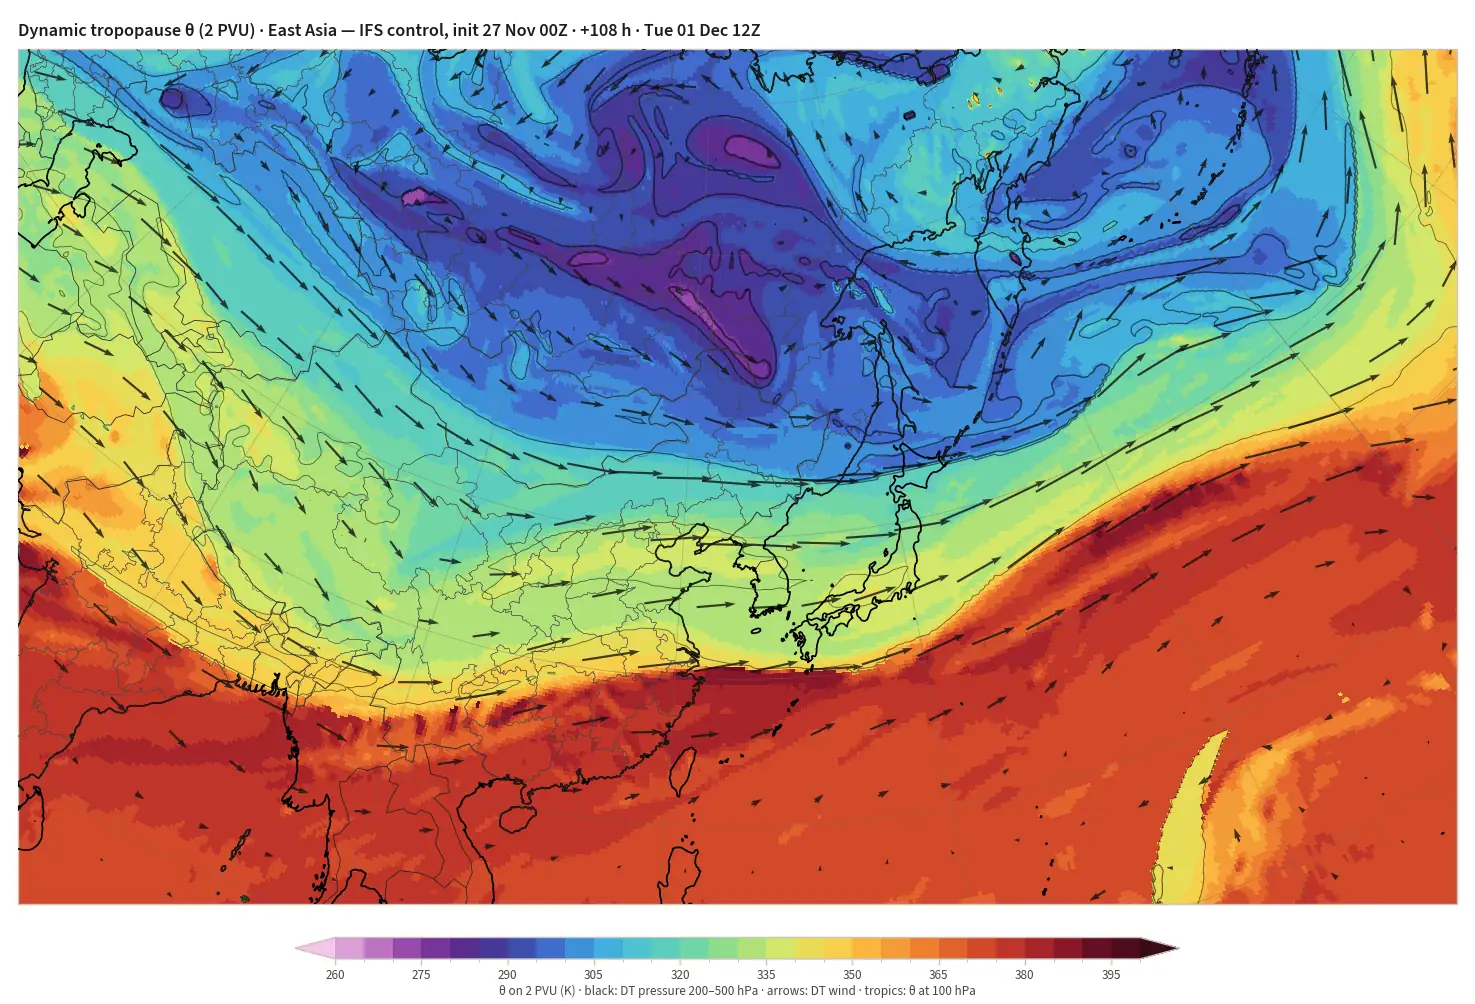 Dynamic tropopause θ (2 PVU) · East Asia — IFS control, init 27 Nov 00Z · +108 h · Tue 01 Dec 12Z
260 275 290 305 320 335 350 365 380 395
θ on 2 PVU (K) · black: DT pressure 200–500 hPa · arrows: DT wind · tropics: θ at 100 hPa